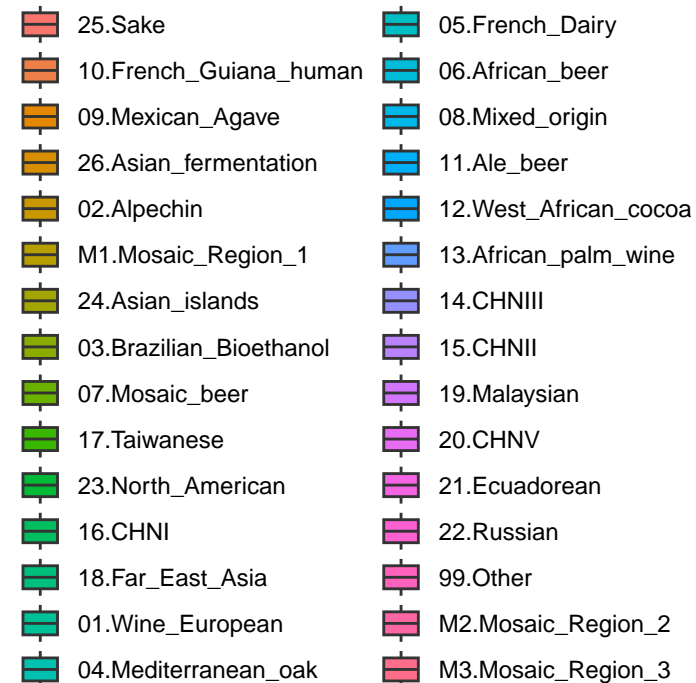 25.Sake
10.French_Guiana_human
09.Mexican_Agave
26.Asian_fermentation
02.Alpechin
M1.Mosaic_Region_1
24.Asian_islands
03.Brazilian_Bioethanol
07.Mosaic_beer
17.Taiwanese
23.North_American
16.CHNI
18.Far_East_Asia
01.Wine_European
04.Mediterranean_oak
05.French_Dairy
06.African_beer
08.Mixed_origin
11.Ale_beer
12.West_African_cocoa
13.African_palm_wine
14.CHNIII
15.CHNII
19.Malaysian
20.CHNV
21.Ecuadorean
22.Russian
99.Other
M2.Mosaic_Region_2
M3.Mosaic_Region_3